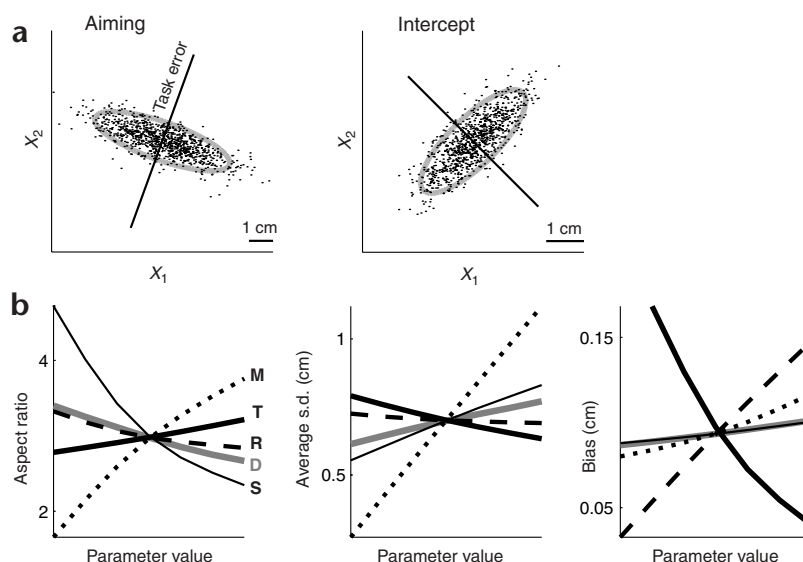 a
Aiming
Intercept
Task error
X2
X2
1 cm
1 cm
X1
X1
b
Aspect ratio
4
2
M
T
R
D
S
Parameter value
Average s.d. (cm)
1
0.5
Parameter value
Bias (cm)
0.15
0.05
Parameter value